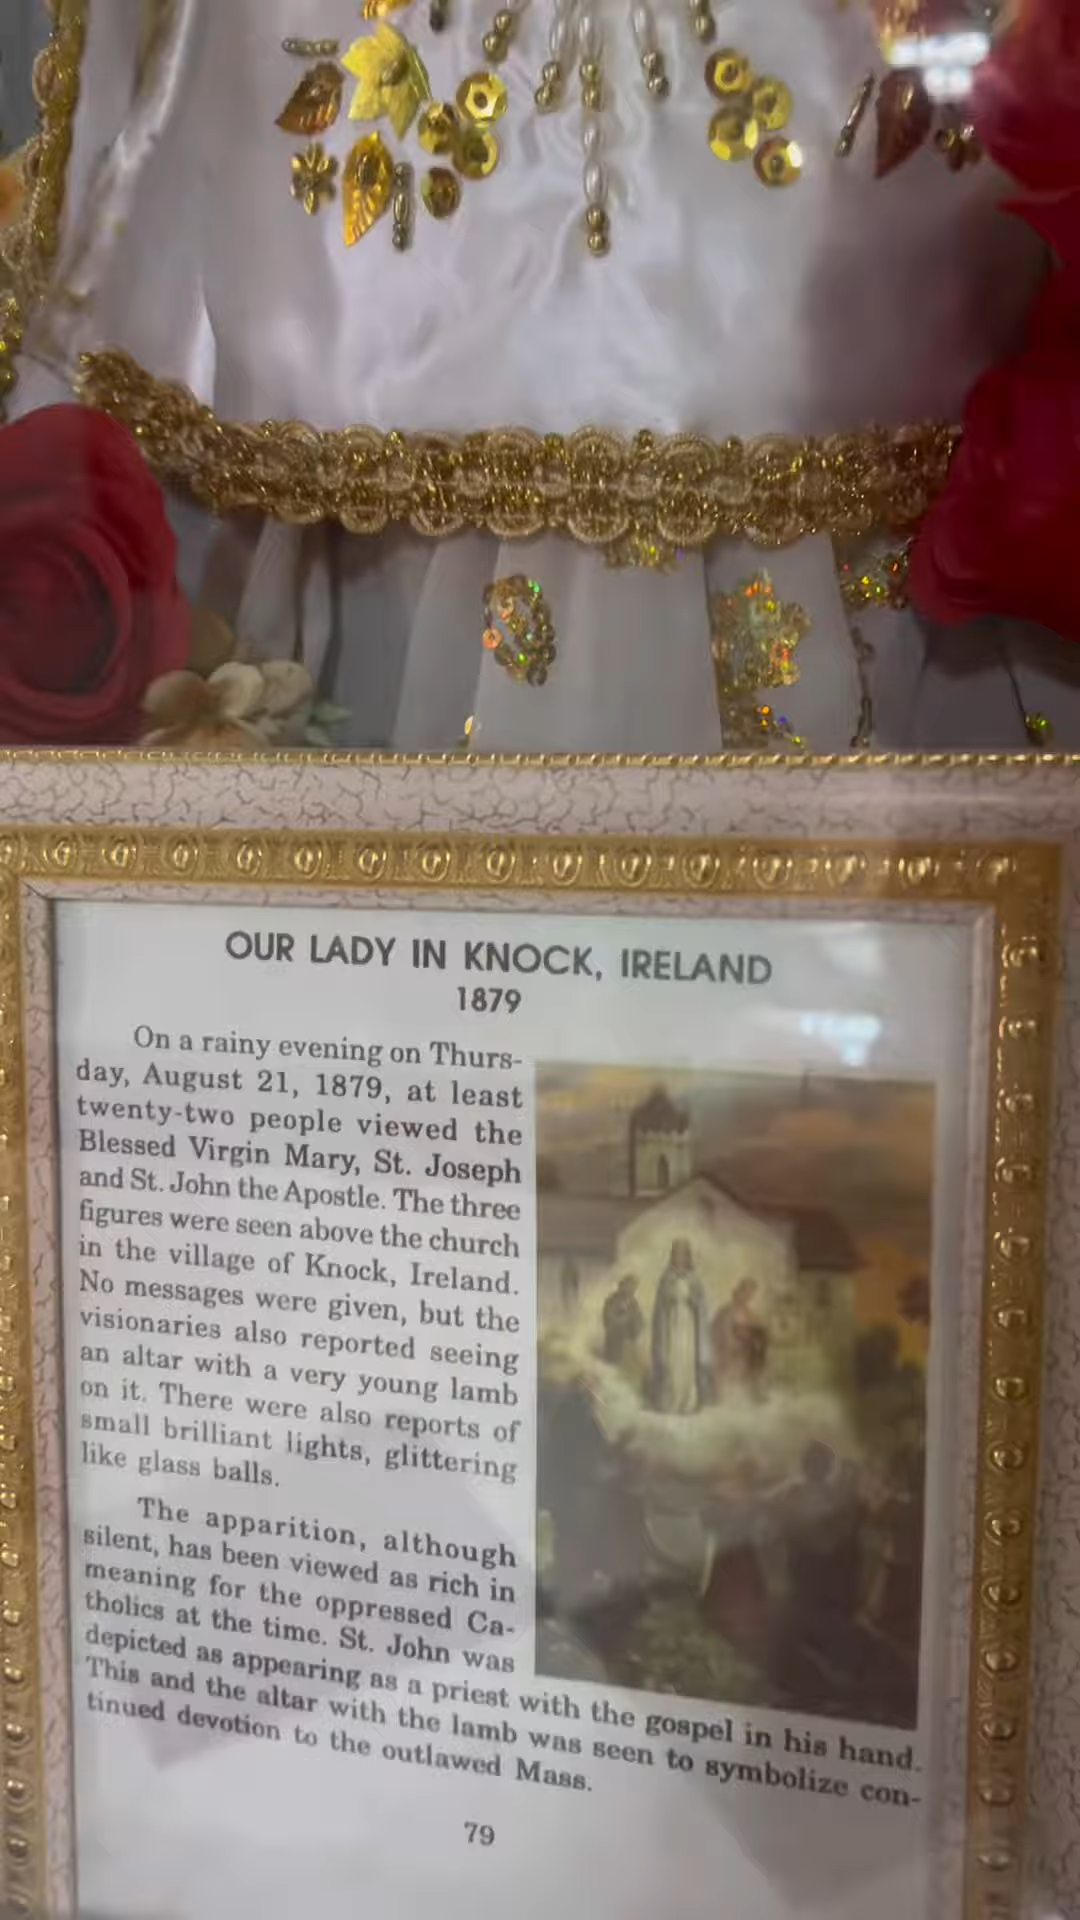 OUR LADY IN KNOCK, IRELAND
1879
On a rainy evening on Thurs-
day, August 21, 1879, at least
twenty-two people viewed the
Blessed Virgin Mary, St. Joseph
and St. John the Apostle. The three
figures were seen above the church
in the village of Knock, Ireland.
No messages were given, but the
visionaries also reported seeing
an altar with a very young lamb
on it. There were also reports of
small brilliant lights, glittering
like glass balls.
The apparition, although
silent, has been viewed as rich in
meaning for the oppressed Ca-
tholics at the time. St. John was
depicted as appearing as a priest with the gospel in his hand.
This and the altar with the lamb was seen to symbolize con-
tinued devotion to the outlawed Mass.
79